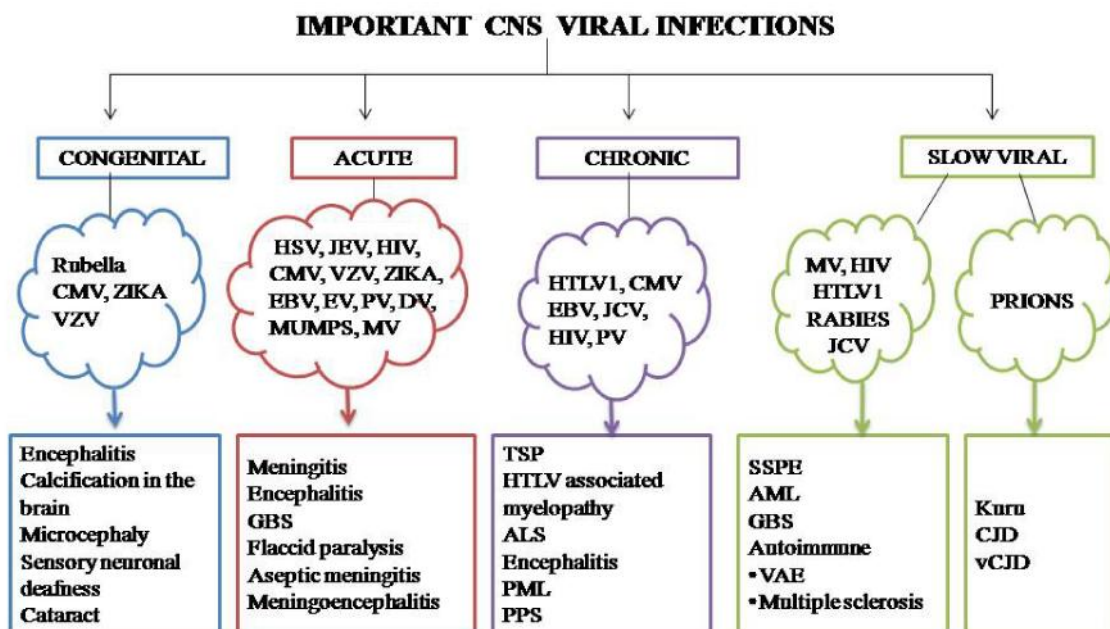 IMPORTANT CNS VIRAL INFECTIONS
CONGENITAL
Rubella
CMV, ZIKA
VZV
Encephalitis
Calcification in the
brain
Microcephaly
Sensory neuronal
deafness
Cataract
ACUTE
HSV, JEV, HIV,
CMV, VZV, ZIKA,
EBV, EV, PV, DV,
MUMPS, MV
Meningitis
Encephalitis
GBS
Flaccid paralysis
Aseptic meningitis
Meningoencephalitis
CHRONIC
HTLV1, CMV
EBV, JCV,
HIV, PV
TSP
HTLV associated
myelopathy
ALS
Encephalitis
PML
PPS
SLOW VIRAL
MV, HIV
HTLV1
RABIES
JCV
SSPE
AML
GBS
Autoimmune
•VAE
•Multiple sclerosis
PRIONS
Kuru
CJD
vCJD